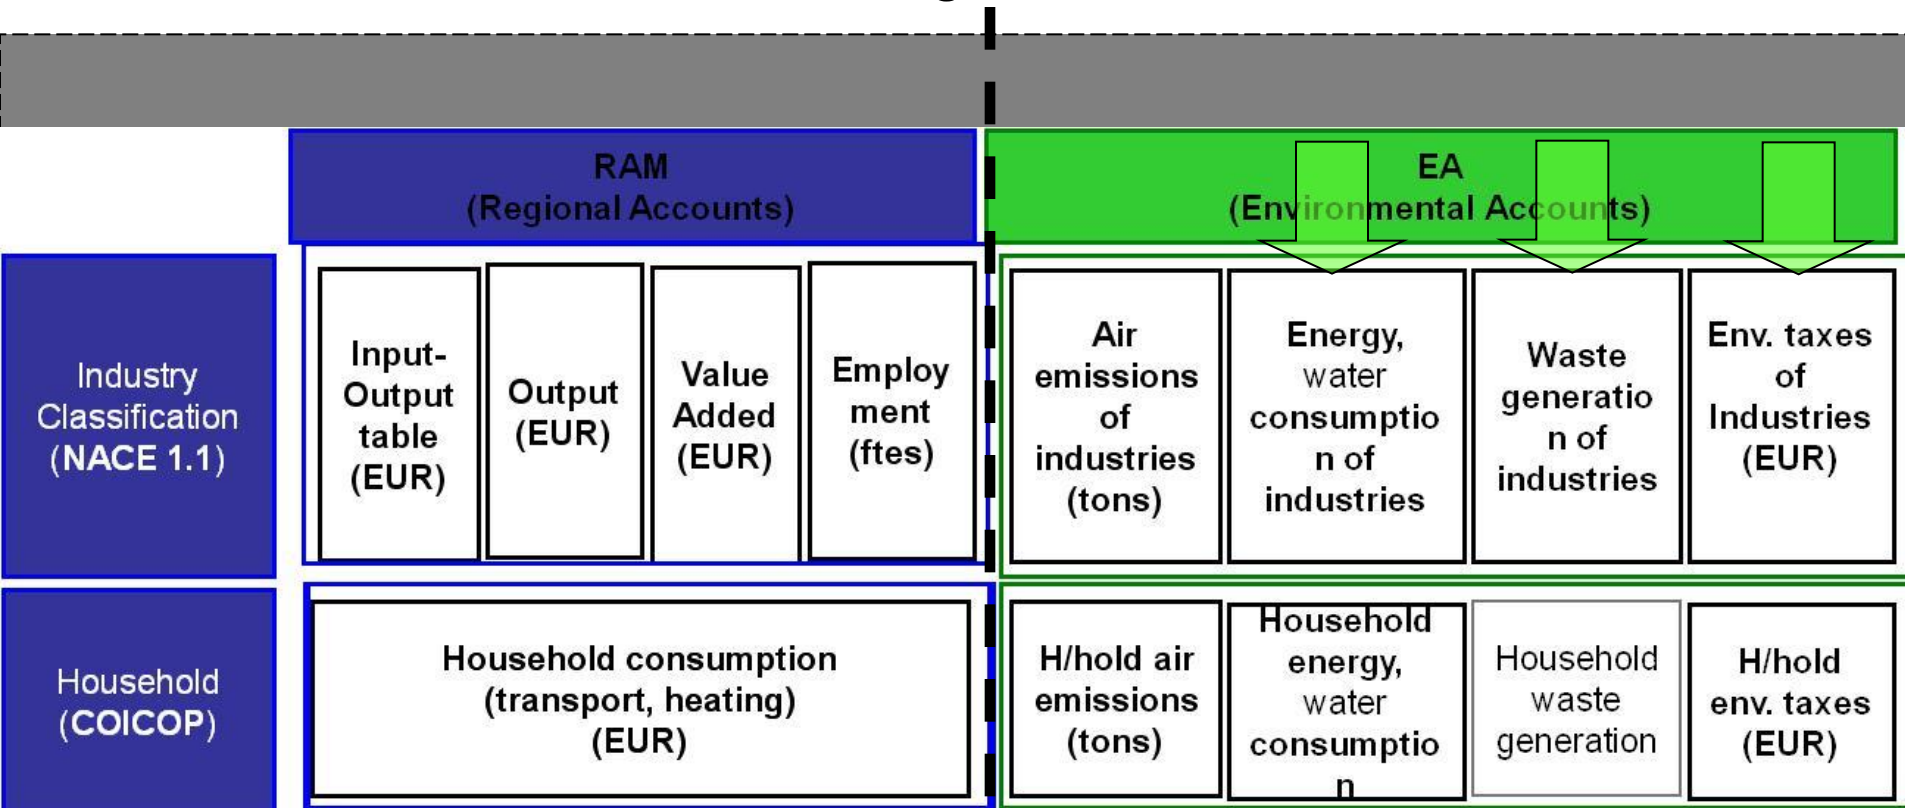 RAM
(Regional Accounts)
EA
(Environmental Accounts)
Industry
Classification
(NACE 1.1)
Input-
Output
table
(EUR)
Output
(EUR)
Value
Added
(EUR)
Employ
ment
(ftes)
Air
emissions
of
industries
(tons)
Energy,
water
consumptio
n of
industries
Waste
generatio
n of
industries
Env. taxes
of
Industries
(EUR)
Household
(COICOP)
Household consumption
(transport, heating)
(EUR)
H/hold air
emissions
(tons)
Household
energy,
water
consumptio
n
Household
waste
generation
H/hold
env. taxes
(EUR)